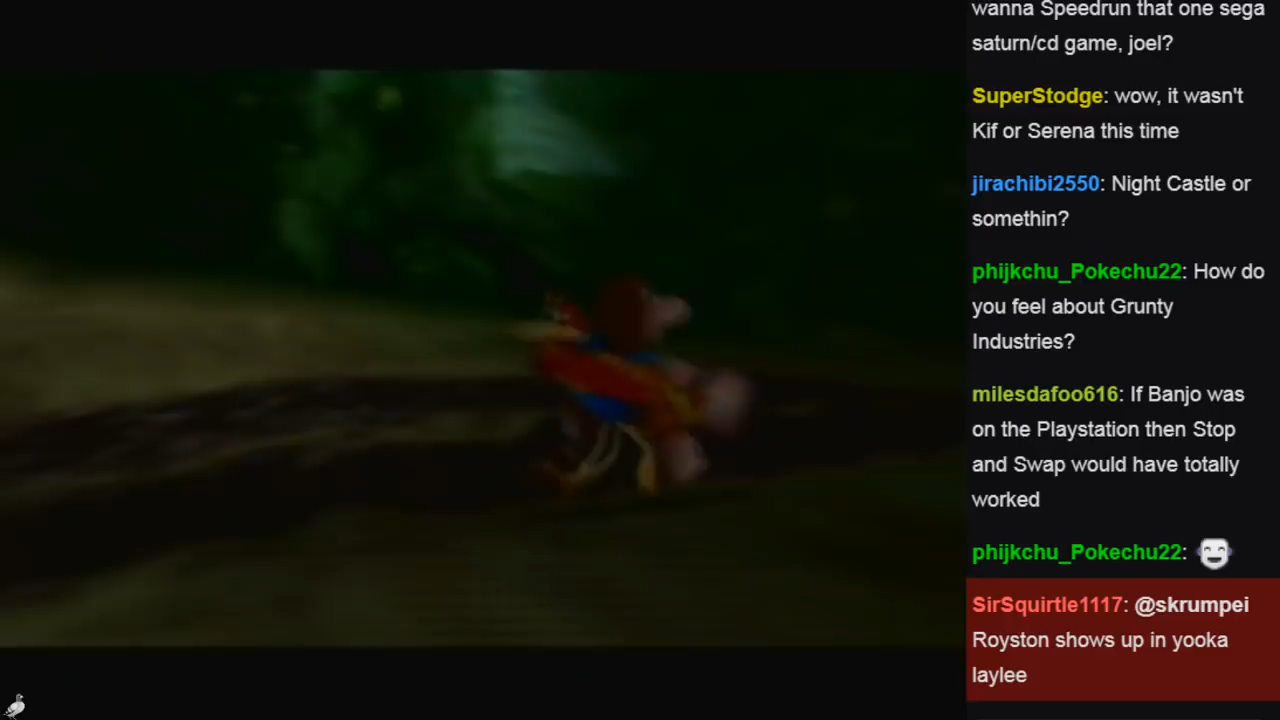 wanna Speedrun that one sega
saturn/cd game, joel?
SuperStodge: wow, it wasn't
Kif or Serena this time
jirachibi2550: Night Castle or
somethin?
phijkchu_Pokechu22: How do
you feel about Grunty
Industries?
milesdafoo616: If Banjo was
on the Playstation then Stop
and Swap would have totally
worked
phijkchu_Pokechu22:
SirSquirtle1117: @skrumpei
Royston shows up in yooka
laylee